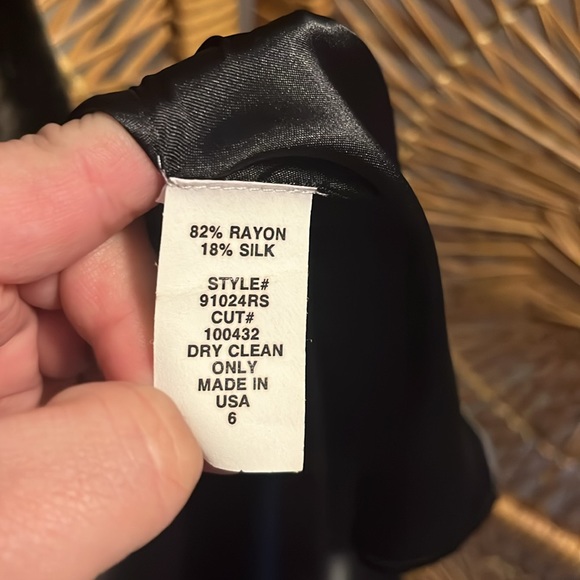 82% RAYON
18% SILK
STYLE#
91024RS
CUT#
100432
DRY CLEAN
ONLY
MADE IN
USA
6